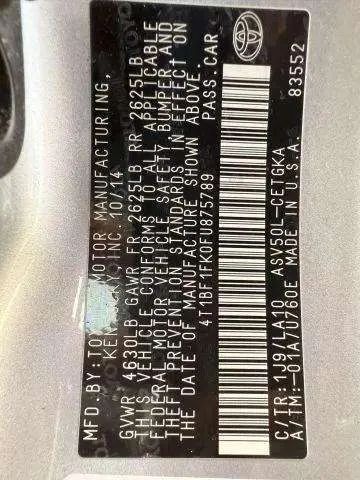 MFD.BY: TOYOTA MOTOR MANUFACTURING,
KENTUCKY, INC. 10/14
GVWR 4630LB GAWR FR 2625LB RR 2625LB
THIS VEHICLE CONFORMS TO ALL APPLICABLE
FEDERAL MOTOR VEHICLE SAFETY, BUMPER AND
THEFT PREVENTION STANDARDS IN EFFECT ON
THE DATE OF MANUFACTURE SHOWN ABOVE.
4T1BF1FK0FU875789 PASS.CAR
C/TR: 1J9/LA10 ASV50L-CETGKA
A/TM: -01A/U760E MADE IN U.S.A. 83552